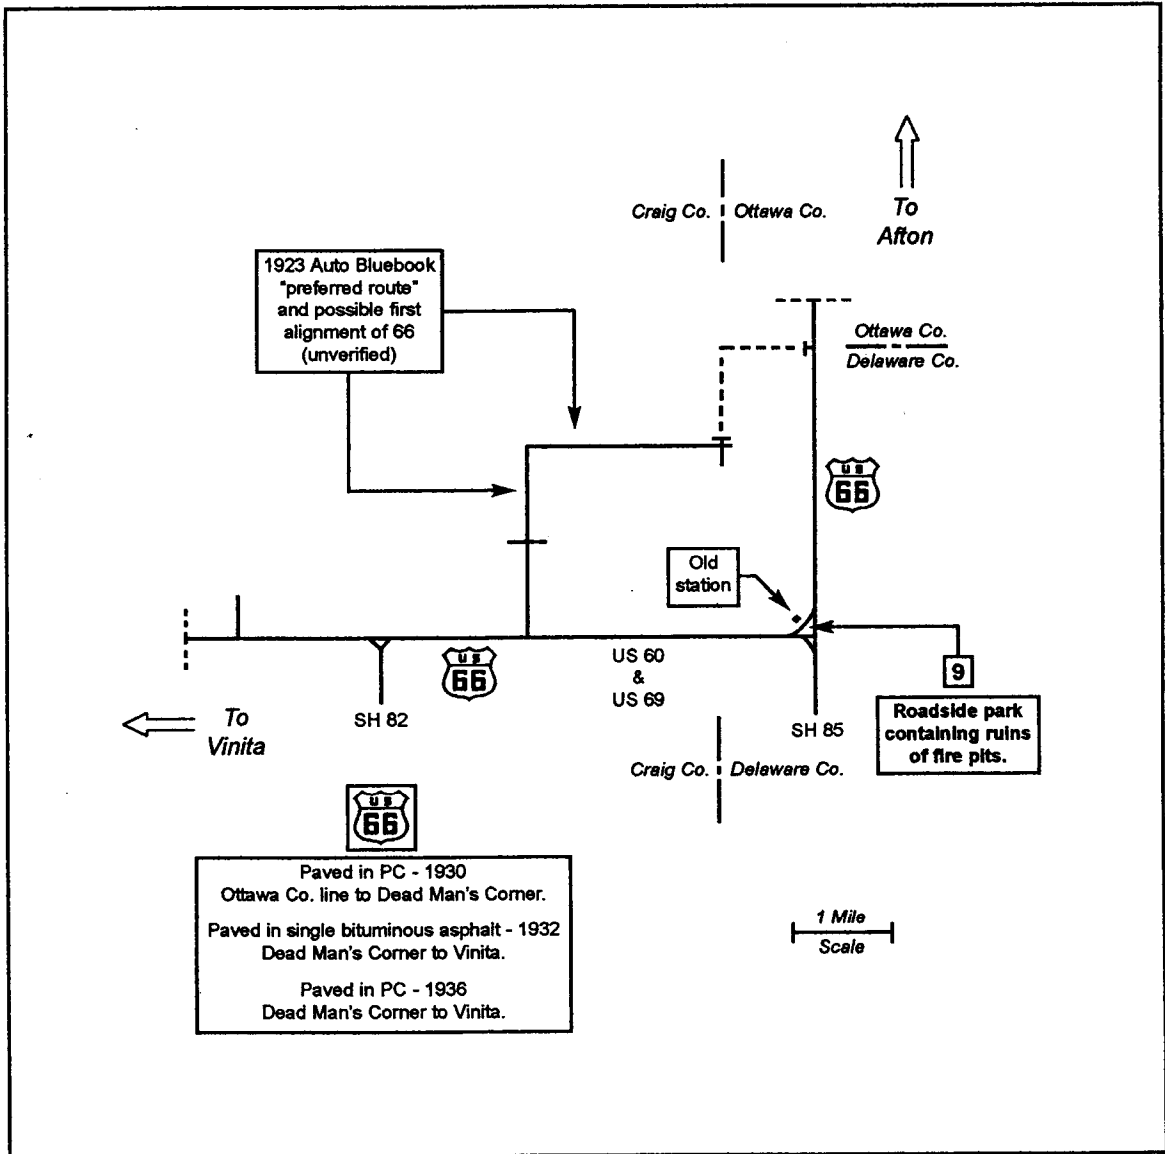 Craig Co.
Ottawa Co.
To
Afton
1923 Auto Bluebook
"preferred route"
and possible first
alignment of 66
(unverified)
Ottawa Co.
Delaware Co.
US
66
Old
station
US 60
&
US 69
US
66
9
Roadside park
containing ruins
of fire pits.
To
Vinita
SH 82
SH 85
Craig Co.
Delaware Co.
US
66
Paved in PC - 1930
Ottawa Co. line to Dead Man's Corner.
Paved in single bituminous asphalt - 1932
Dead Man's Corner to Vinita.
Paved in PC - 1936
Dead Man's Corner to Vinita.
1 Mile
Scale